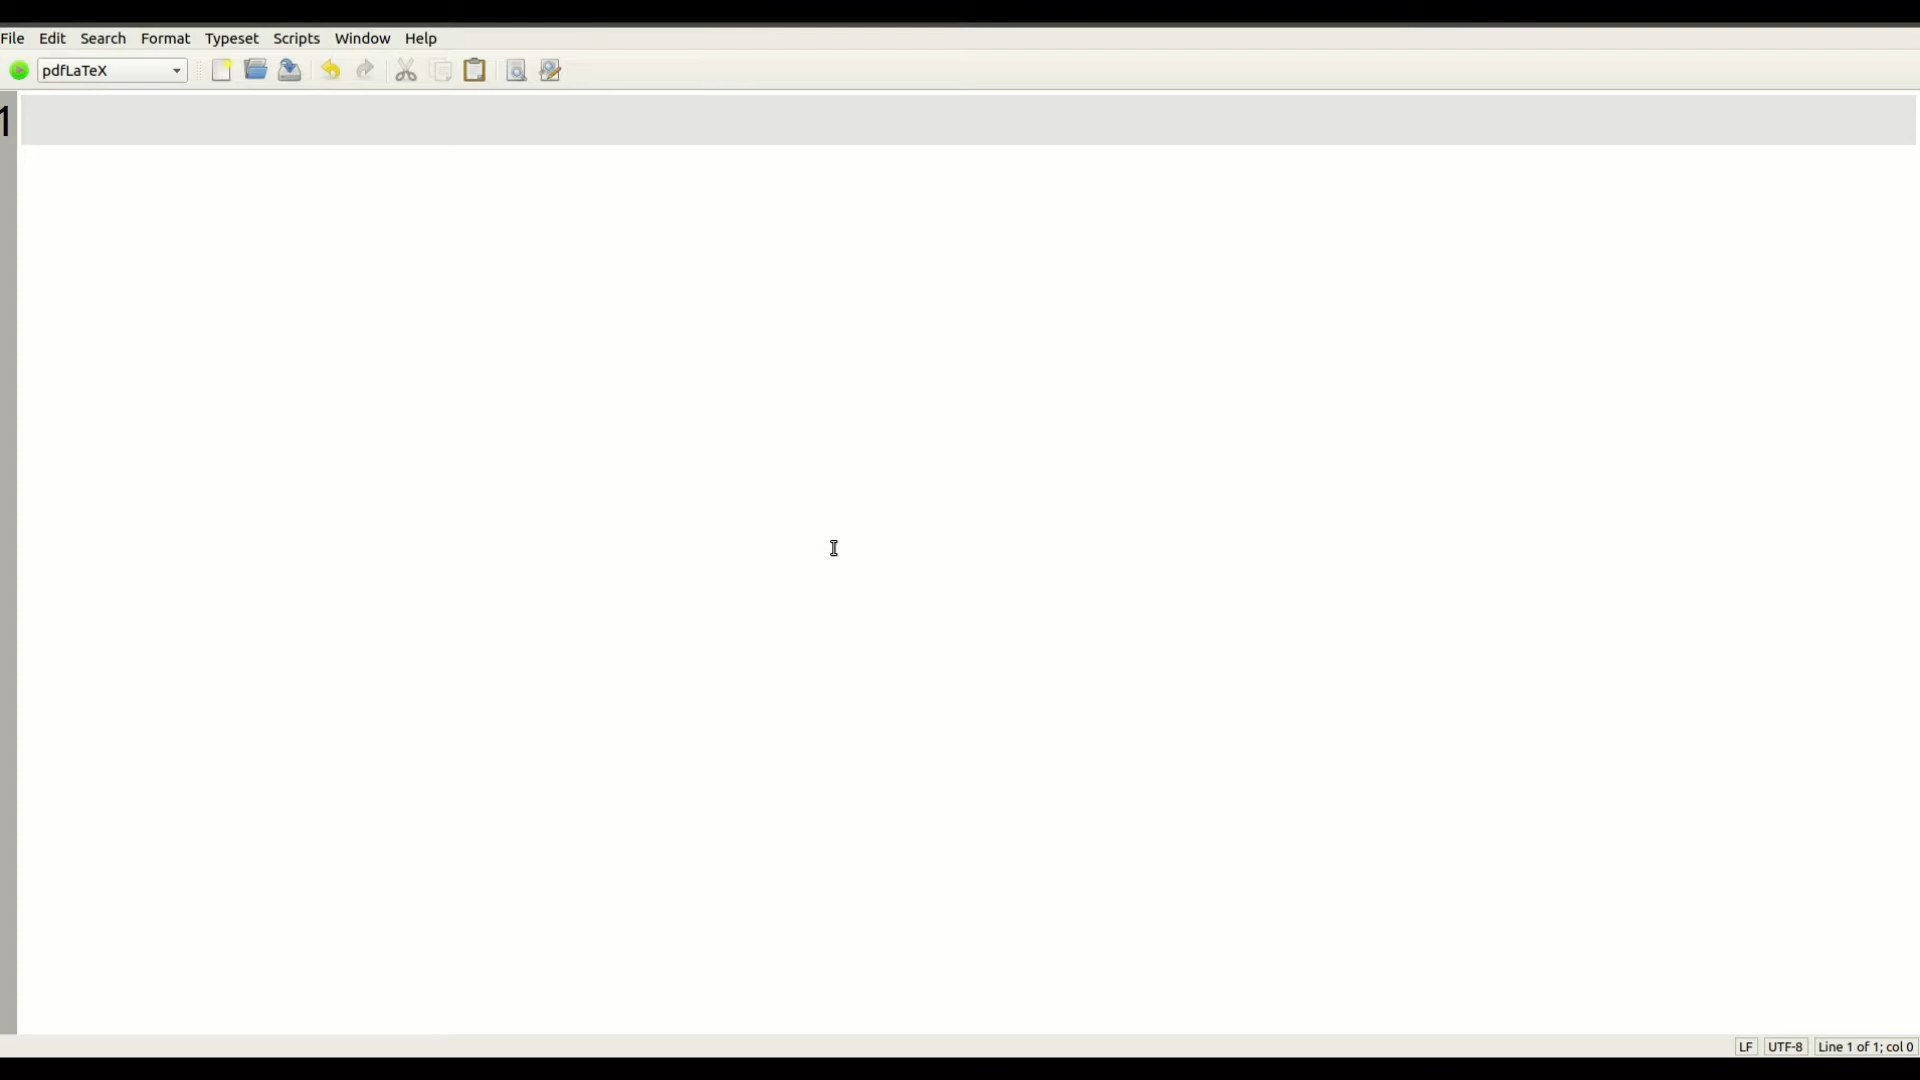 File Edit Search Format Typeset Scripts Window Help
pdfLaTeX
1
LF UTF-8 Line 1 of 1; col 0